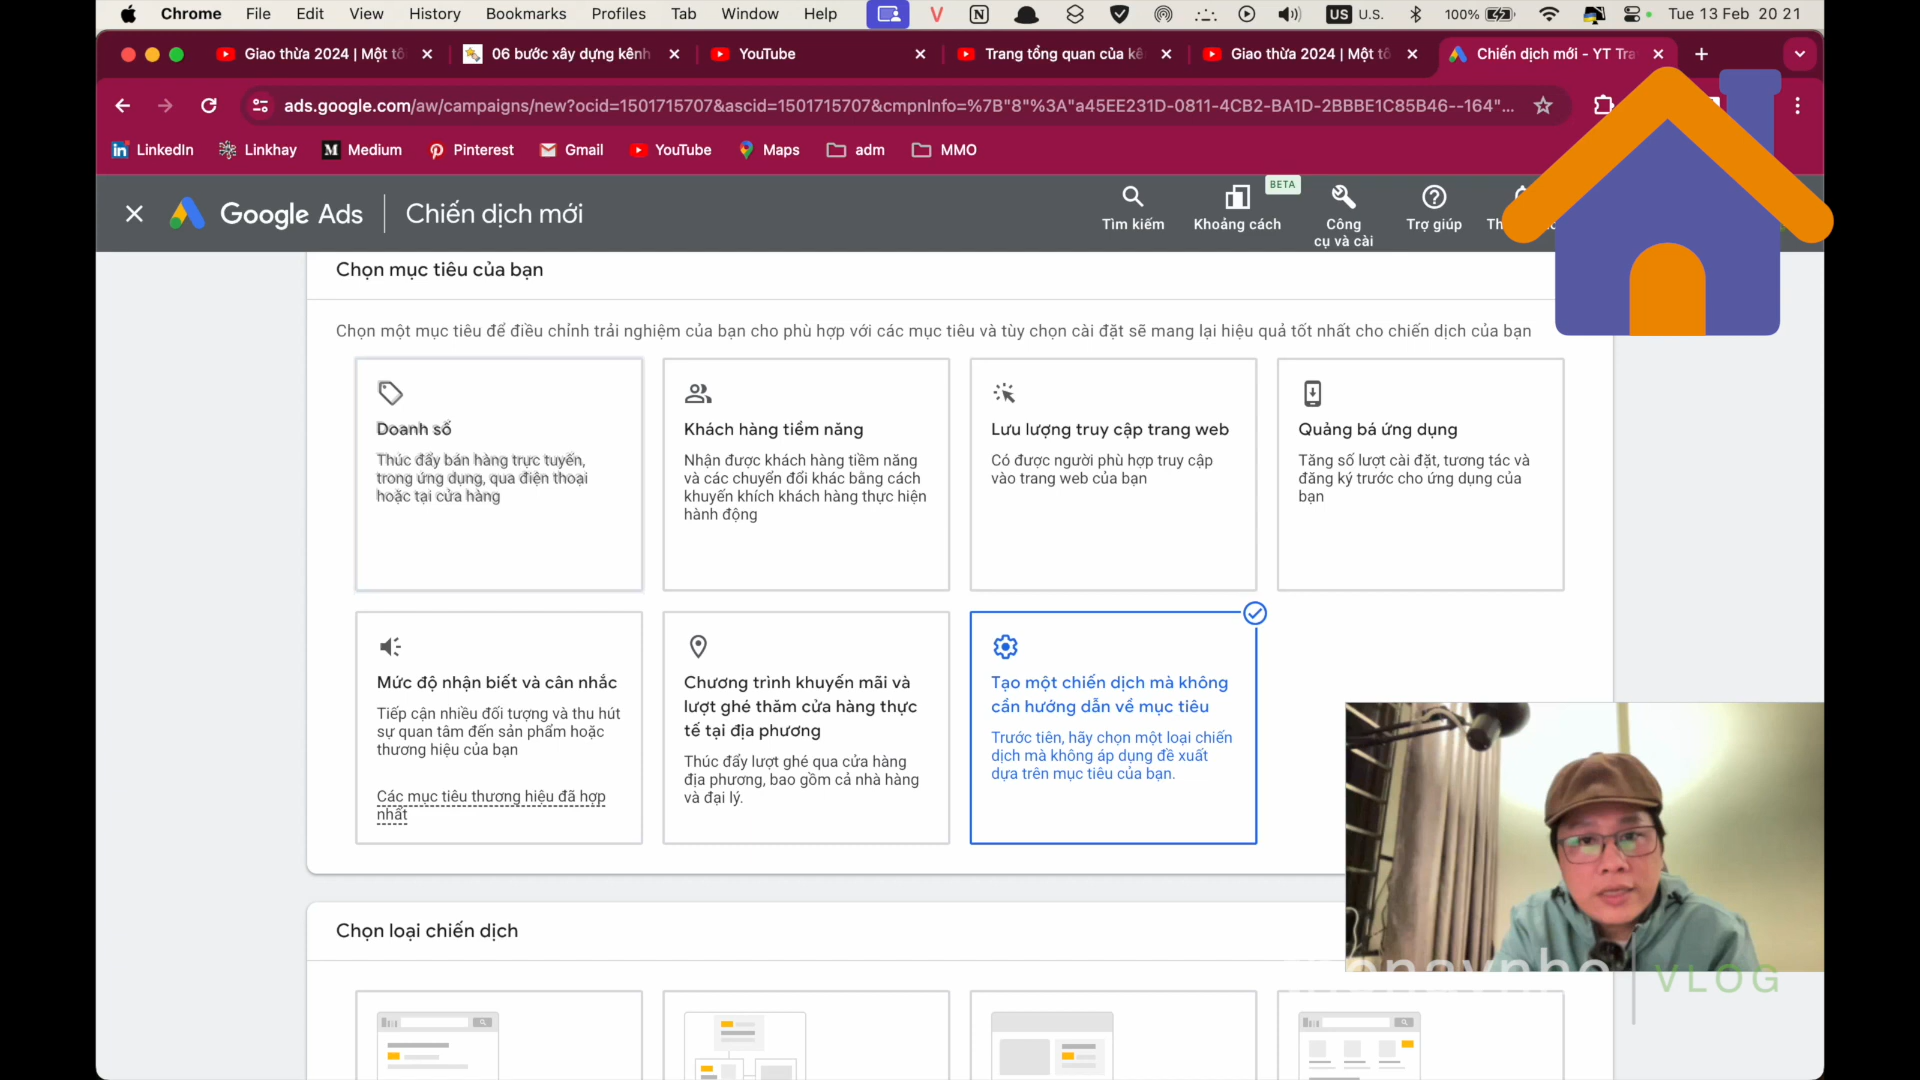 Chrome File Edit View History Bookmarks Profiles Tab Window Help V N US U.S. 100% Tue 13 Feb 20 21
Giao thừa 2024 | Một tố 06 bước xây dựng kênh YouTube Trang tổng quan của kê Giao thừa 2024 | Một tố Chiến dịch mới - YT Tra
ads.google.com/aw/campaigns/new?ocid=1501715707&ascid=1501715707&cmpnInfo=%7B"8"%3A"a45EE231D-0811-4CB2-BA1D-2BBBE1C85B46--164"...
in LinkedIn Linkhay M Medium Pinterest Gmail YouTube Maps adm MMO
BETA
Google Ads Chiến dịch mới
Tìm kiếm Khoảng cách Công Trợ giúp Th
cụ và cài
Chọn mục tiêu của bạn
Chọn một mục tiêu để điều chỉnh trải nghiệm của bạn cho phù hợp với các mục tiêu và tùy chọn cài đặt sẽ mang lại hiệu quả tốt nhất cho chiến dịch của bạn
Doanh số
Thúc đẩy bán hàng trực tuyến,
trong ứng dụng, qua điện thoại
hoặc tại cửa hàng
Khách hàng tiềm năng
Nhận được khách hàng tiềm năng
và các chuyển đổi khác bằng cách
khuyến khích khách hàng thực hiện
hành động
Lưu lượng truy cập trang web
Có được người phù hợp truy cập
vào trang web của bạn
Quảng bá ứng dụng
Tăng số lượt cài đặt, tương tác và
đăng ký trước cho ứng dụng của
bạn
Mức độ nhận biết và cân nhắc
Tiếp cận nhiều đối tượng và thu hút
sự quan tâm đến sản phẩm hoặc
thương hiệu của bạn
Các mục tiêu thương hiệu đã hợp
nhất
Chương trình khuyến mãi và
lượt ghé thăm cửa hàng thực
tế tại địa phương
Thúc đẩy lượt ghé qua cửa hàng
địa phương, bao gồm cả nhà hàng
và đại lý.
Tạo một chiến dịch mà không
cần hướng dẫn về mục tiêu
Trước tiên, hãy chọn một loại chiến
dịch mà không áp dụng đề xuất
dựa trên mục tiêu của bạn.
Chọn loại chiến dịch
VLOG